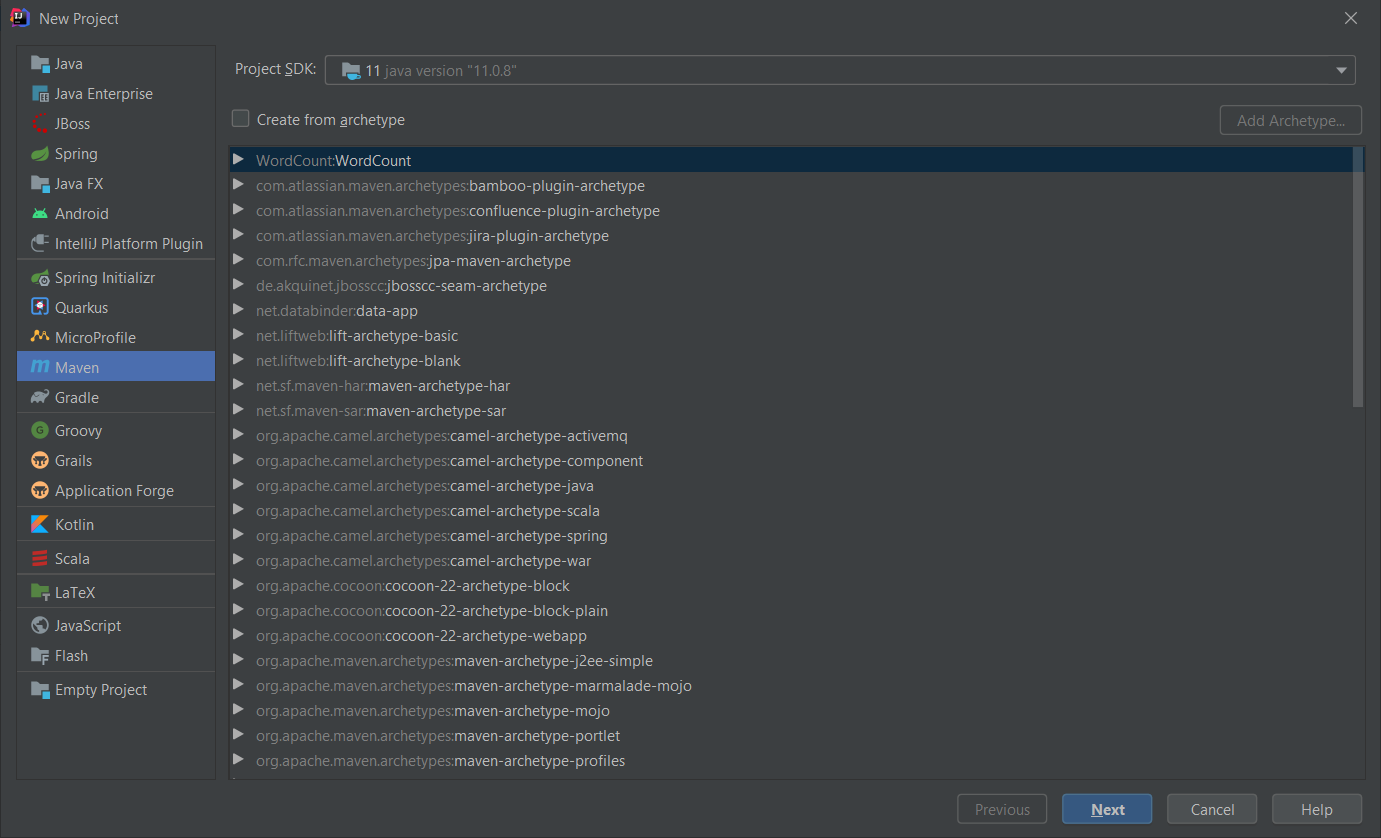 New Project
Java
Java Enterprise
JBoss
Spring
Java FX
Android
IntelliJ Platform Plugin
Spring Initializr
Quarkus
MicroProfile
Maven
Gradle
Groovy
Grails
Application Forge
Kotlin
Scala
LaTeX
JavaScript
Flash
Empty Project
Project SDK: 11 java version "11.0.8"
Create from archetype
Add Archetype...
WordCount:WordCount
com.atlassian.maven.archetypes:bamboo-plugin-archetype
com.atlassian.maven.archetypes:confluence-plugin-archetype
com.atlassian.maven.archetypes:jira-plugin-archetype
com.rfc.maven.archetypes:jpa-maven-archetype
de.akquinet.jbosscc:jbosscc-seam-archetype
net.databinder:data-app
net.liftweb:lift-archetype-basic
net.liftweb:lift-archetype-blank
net.sf.maven-har:maven-archetype-har
net.sf.maven-sar:maven-archetype-sar
org.apache.camel.archetypes:camel-archetype-activemq
org.apache.camel.archetypes:camel-archetype-component
org.apache.camel.archetypes:camel-archetype-java
org.apache.camel.archetypes:camel-archetype-scala
org.apache.camel.archetypes:camel-archetype-spring
org.apache.camel.archetypes:camel-archetype-war
org.apache.cocoon:cocoon-22-archetype-block
org.apache.cocoon:cocoon-22-archetype-block-plain
org.apache.cocoon:cocoon-22-archetype-webapp
org.apache.maven.archetypes:maven-archetype-j2ee-simple
org.apache.maven.archetypes:maven-archetype-marmalade-mojo
org.apache.maven.archetypes:maven-archetype-mojo
org.apache.maven.archetypes:maven-archetype-portlet
org.apache.maven.archetypes:maven-archetype-profiles
Previous
Next
Cancel
Help